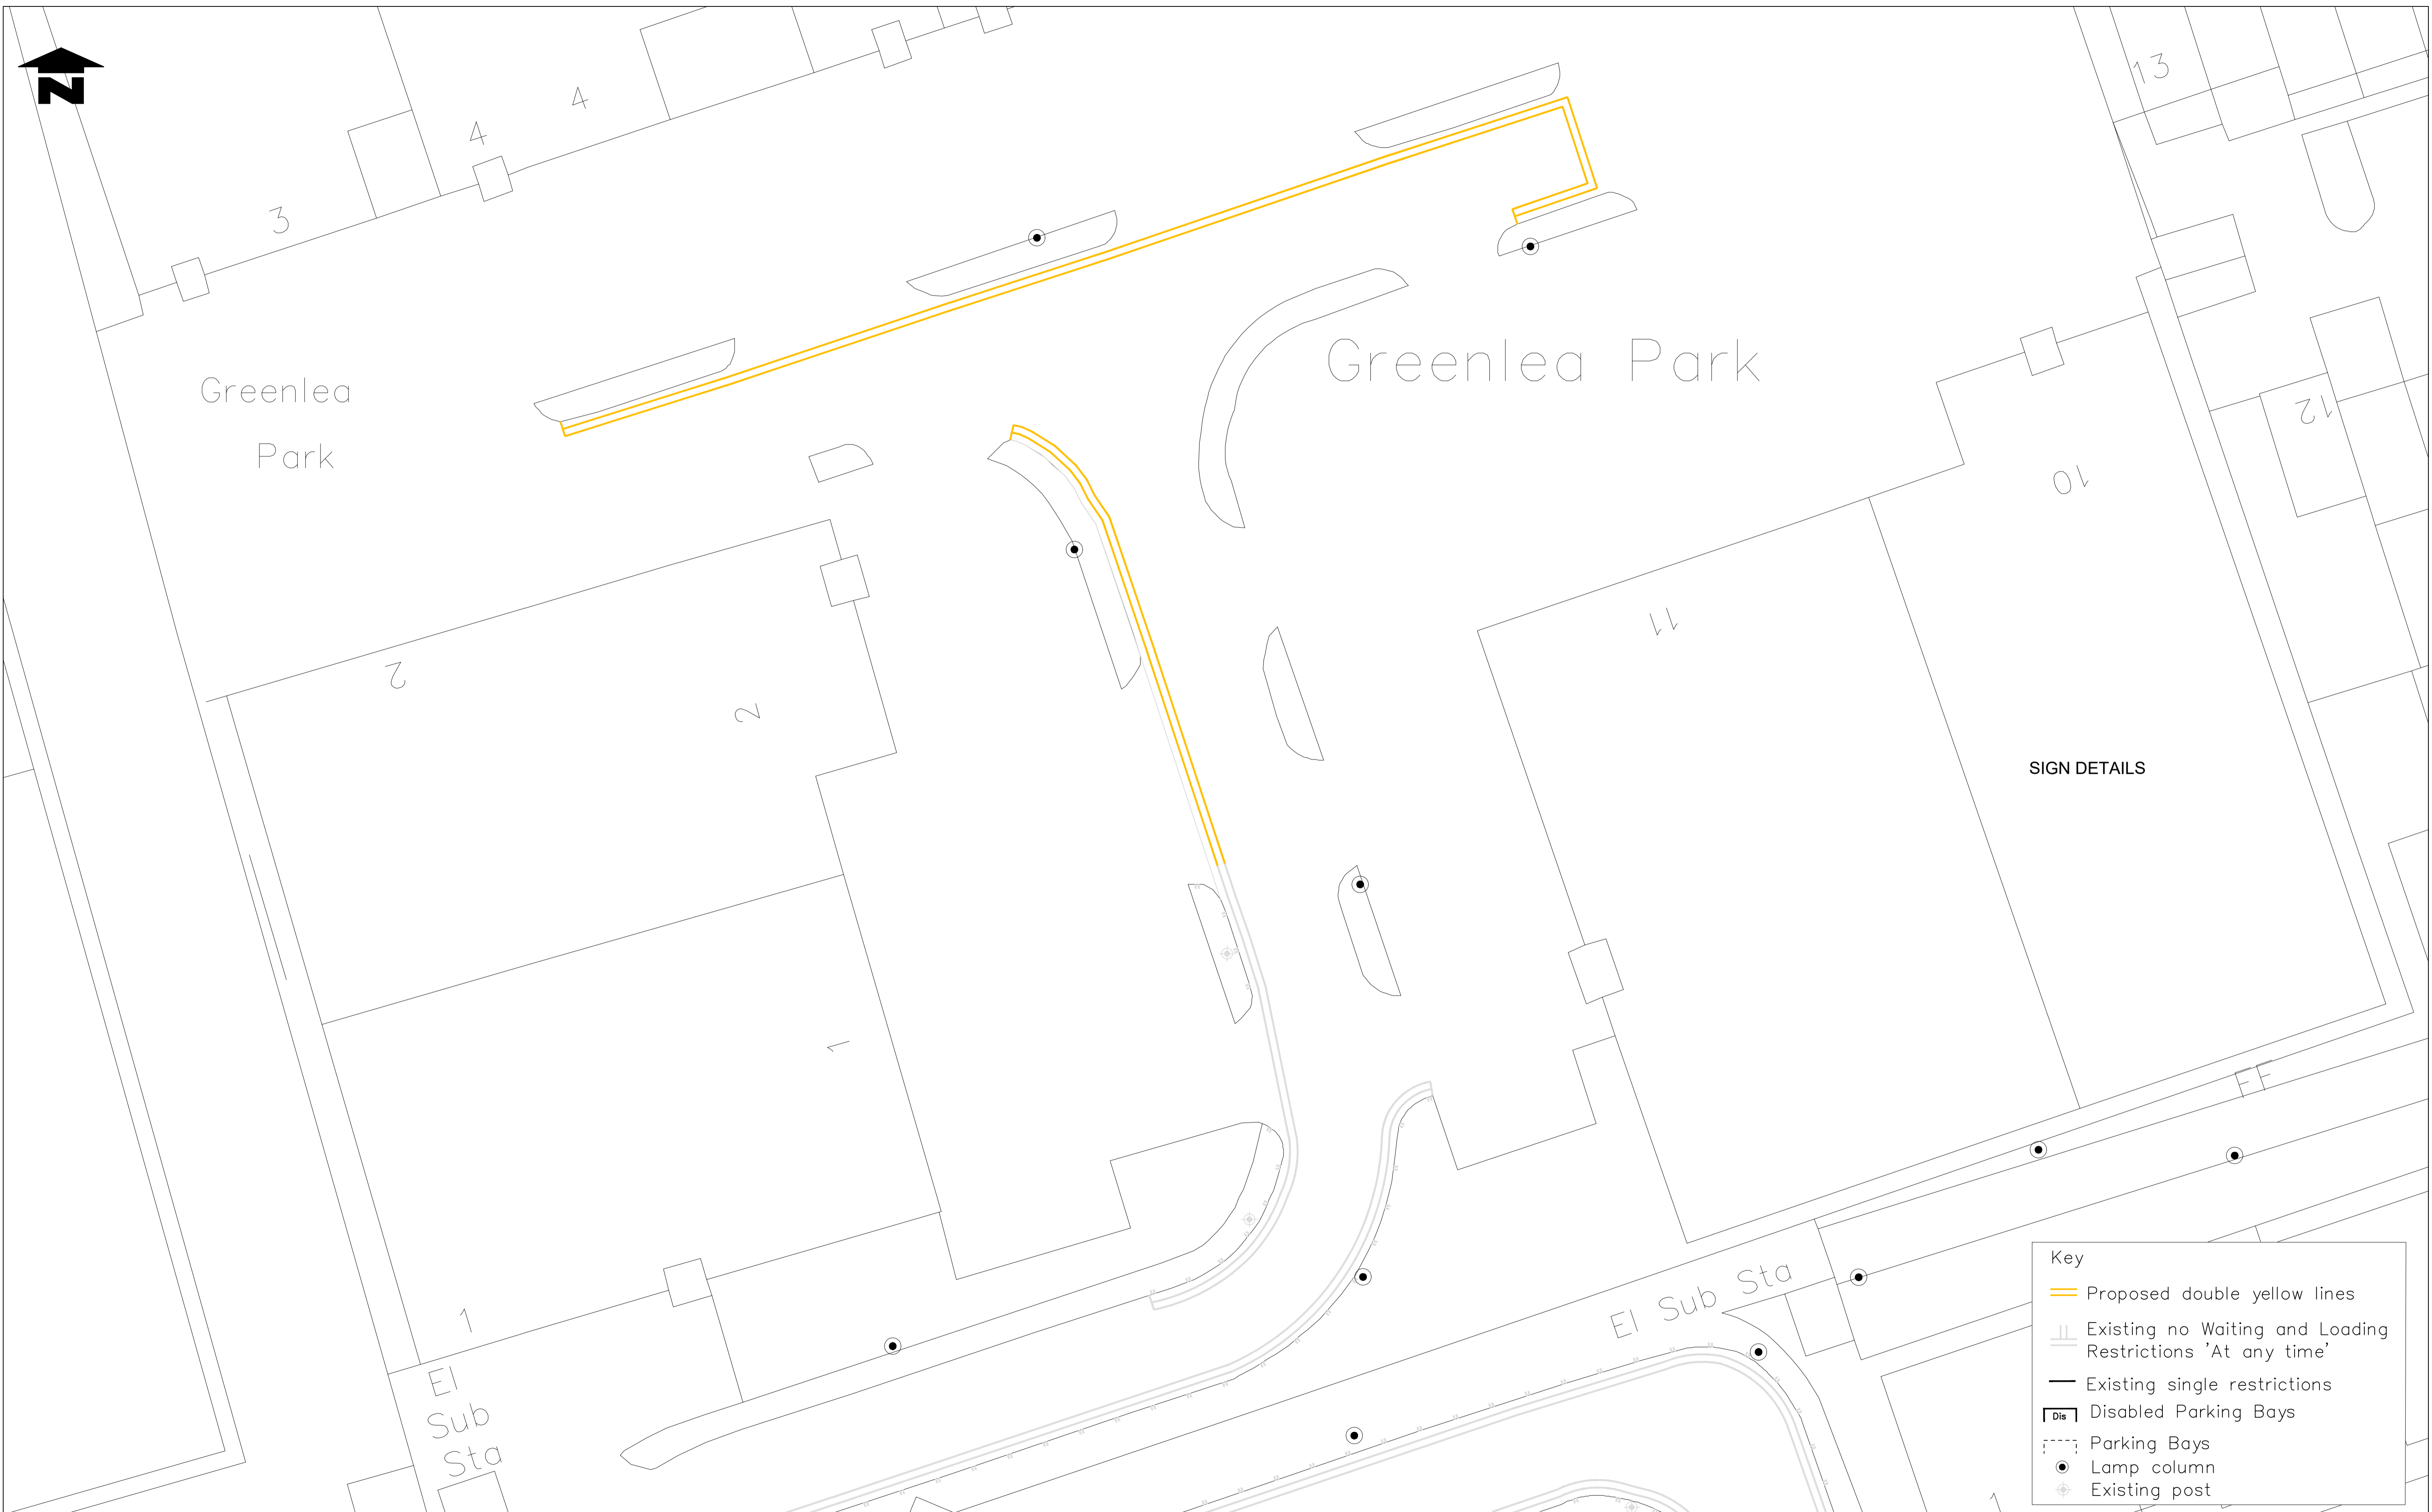 N
4
4
3
13
Greenlea Park
Greenlea
Park
12
10
11
2
2
SIGN DETAILS
1
FF
El Sub Sta
1
El
Sub
Sta
1
Key
Proposed double yellow lines
Existing no Waiting and Loading
Restrictions 'At any time'
Existing single restrictions
Dis Disabled Parking Bays
Parking Bays
Lamp column
Existing post